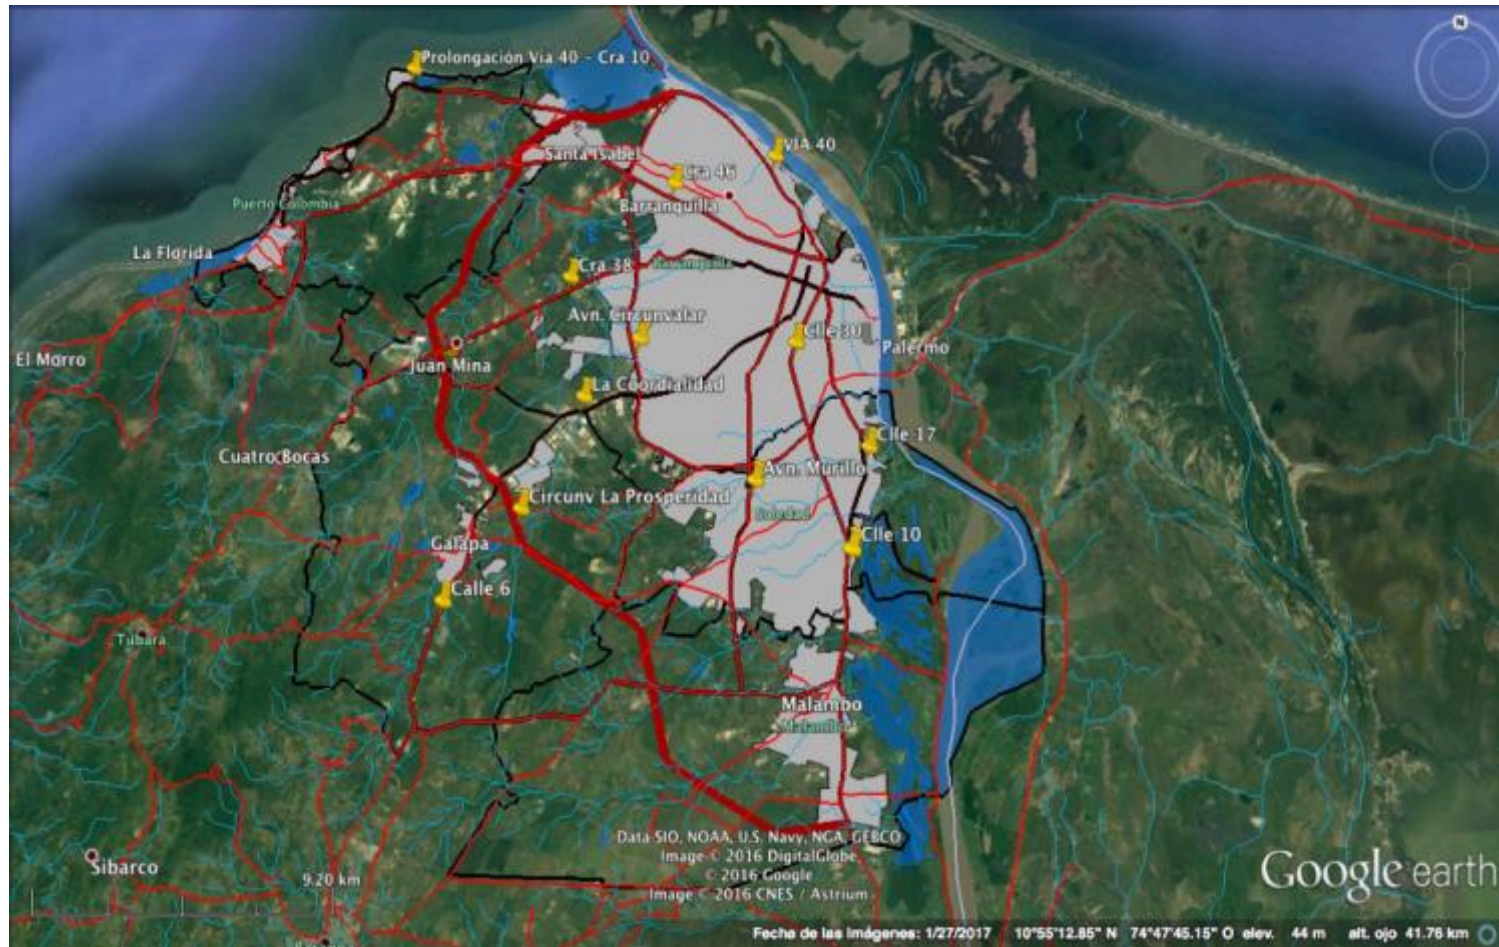 N
Prolongación Vía 40 - Cra 10
VIA 40
Santa Isabel
Cra 46
Puerto Colombia
Barranquilla
La Florida
Cra 38
Barranquilla
Avn. Circunvalar
Clle 30
El Morro
Palermo
Juan Mina
La Coordialidad
Clle 17
Cuatro Bocas
Avn. Murillo
Circunv La Prosperidad
Soledad
Clle 10
Galapa
Calle 6
Tubará
Malambo
Malambo
Data SIO, NOAA, U.S. Navy, NGA, GEBCO
Image © 2016 DigitalGlobe
© 2016 Google
Image © 2016 CNES / Astrium
Sibarco
9.20 km
Google earth
Fecha de las imágenes: 1/27/2017 10°55'12.85" N 74°47'45.15" O elev. 44 m alt. ojo 41.76 km